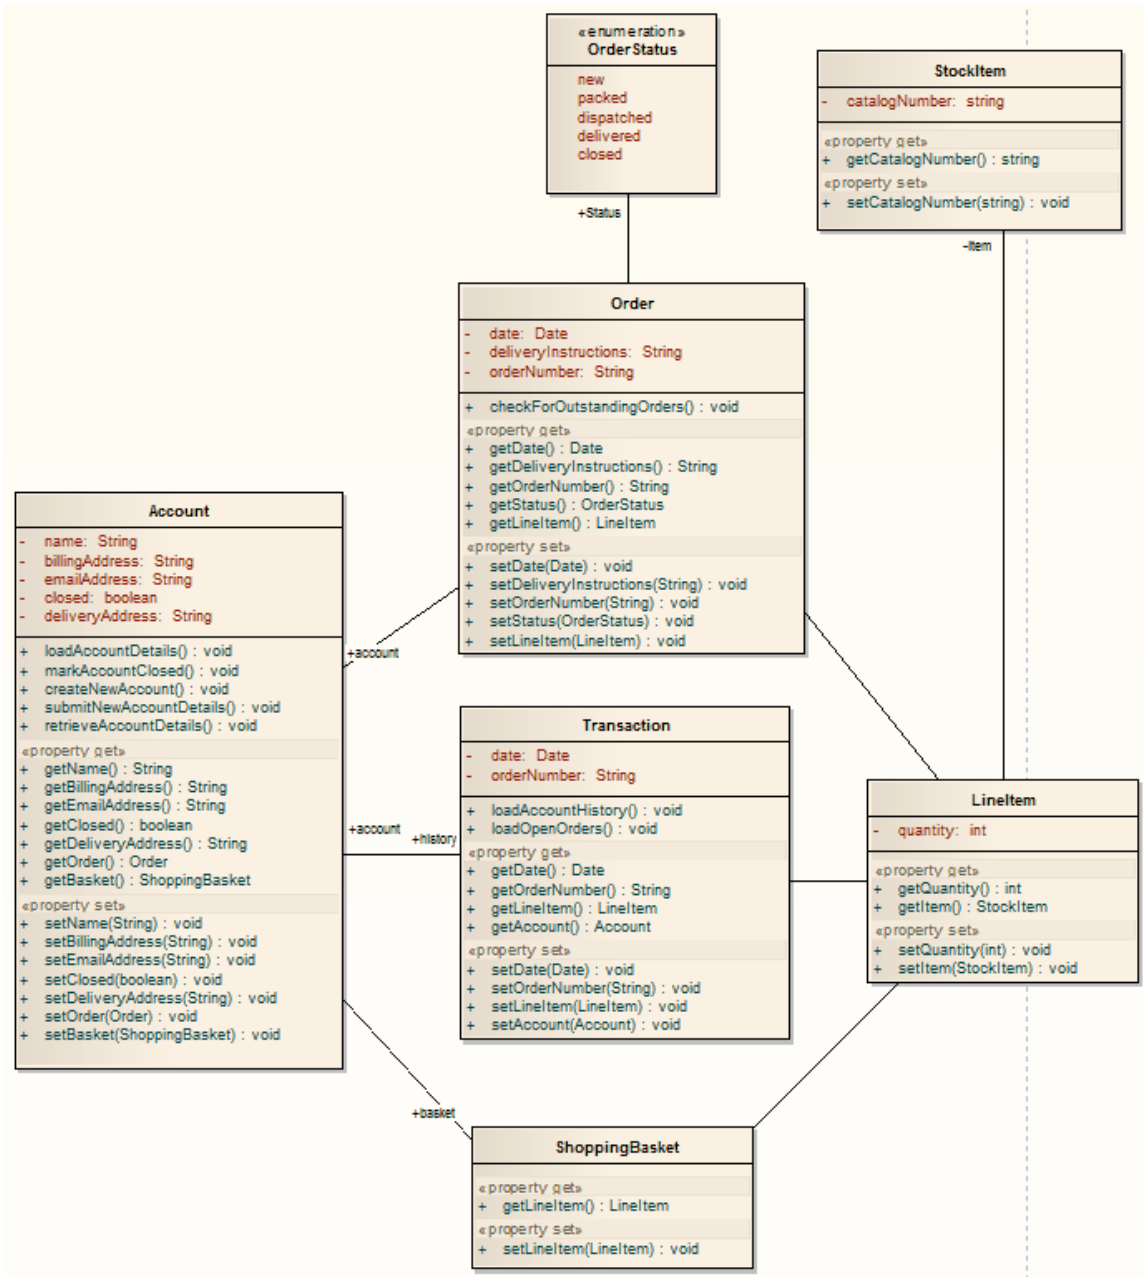 «enumeration»
OrderStatus
new
packed
dispatched
delivered
closed
+Status
StockItem
- catalogNumber: string
«property get»
+ getCatalogNumber() : string
«property set»
+ setCatalogNumber(string) : void
-Item
Order
- date: Date
- deliveryInstructions: String
- orderNumber: String
+ checkForOutstandingOrders() : void
«property get»
+ getDate() : Date
+ getDeliveryInstructions() : String
+ getOrderNumber() : String
+ getStatus() : OrderStatus
+ getLineItem() : LineItem
«property set»
+ setDate(Date) : void
+ setDeliveryInstructions(String) : void
+ setOrderNumber(String) : void
+ setStatus(OrderStatus) : void
+ setLineItem(LineItem) : void
Account
- name: String
- billingAddress: String
- emailAddress: String
- closed: boolean
- deliveryAddress: String
+ loadAccountDetails() : void
+ markAccountClosed() : void
+ createNewAccount() : void
+ submitNewAccountDetails() : void
+ retrieveAccountDetails() : void
«property get»
+ getName() : String
+ getBillingAddress() : String
+ getEmailAddress() : String
+ getClosed() : boolean
+ getDeliveryAddress() : String
+ getOrder() : Order
+ getBasket() : ShoppingBasket
«property set»
+ setName(String) : void
+ setBillingAddress(String) : void
+ setEmailAddress(String) : void
+ setClosed(boolean) : void
+ setDeliveryAddress(String) : void
+ setOrder(Order) : void
+ setBasket(ShoppingBasket) : void
+account
+account
+history
+basket
Transaction
- date: Date
- orderNumber: String
+ loadAccountHistory() : void
+ loadOpenOrders() : void
«property get»
+ getDate() : Date
+ getOrderNumber() : String
+ getLineItem() : LineItem
+ getAccount() : Account
«property set»
+ setDate(Date) : void
+ setOrderNumber(String) : void
+ setLineItem(LineItem) : void
+ setAccount(Account) : void
LineItem
- quantity: int
«property get»
+ getQuantity() : int
+ getItem() : StockItem
«property set»
+ setQuantity(int) : void
+ setItem(StockItem) : void
ShoppingBasket
«property get»
+ getLineItem() : LineItem
«property set»
+ setLineItem(LineItem) : void